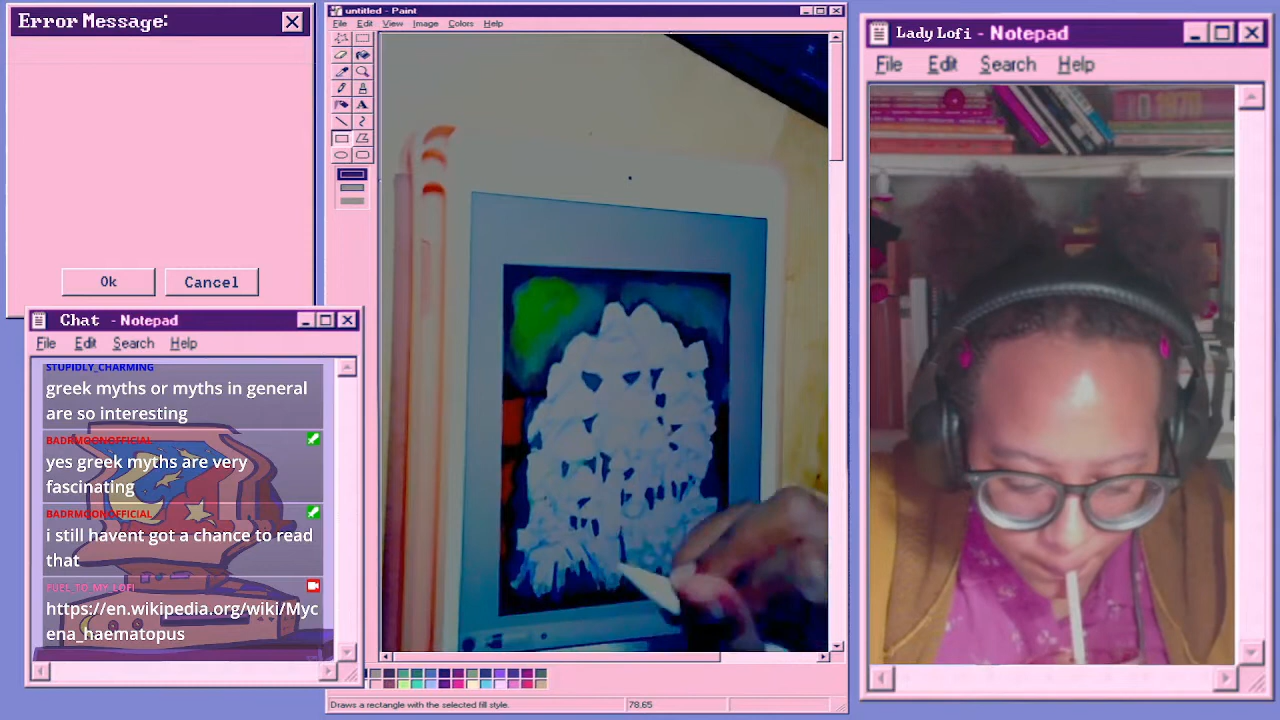 Error Message:
Ok
Cancel
Chat - Notepad
File Edit Search Help
STUPIDLY_CHARMING
greek myths or myths in general
are so interesting
BADRMOONOFFICIAL
yes greek myths are very
fascinating
BADRMOONOFFICIAL
i still havent got a chance to read
that
FUEL_TO_MY_LOFI
https://en.wikipedia.org/wiki/Myc
ena_haematopus
untitled - Paint
File Edit View Image Colors Help
A
Draws a rectangle with the selected fill style.
78.65
Lady Lofi - Notepad
File Edit Search Help